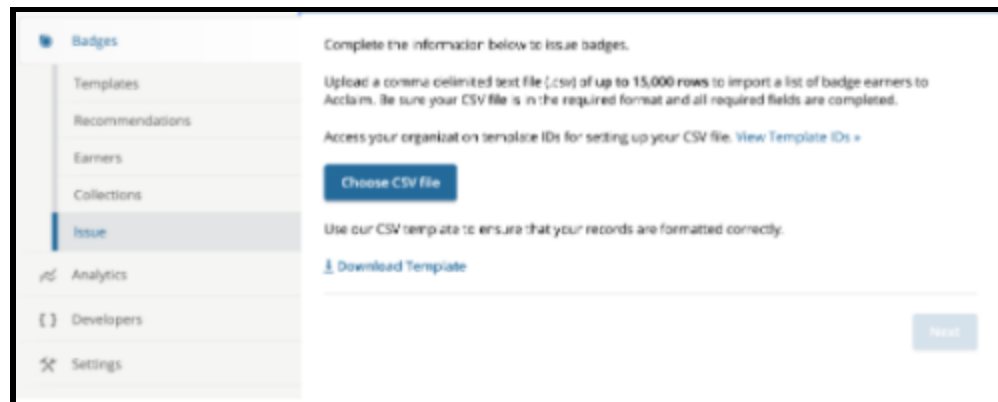 Badges
Templates
Recommendations
Earners
Collections
Issue
Analytics
Developers
Settings
Complete the information below to issue badges.
Upload a comma delimited text file (.csv) of up to 15,000 rows to import a list of badge earners to
Acclaim. Be sure your CSV file is in the required format and all required fields are completed.
Access your organization template IDs for setting up your CSV file. View Template IDs »
Choose CSV file
Use our CSV template to ensure that your records are formatted correctly.
Download Template
Next